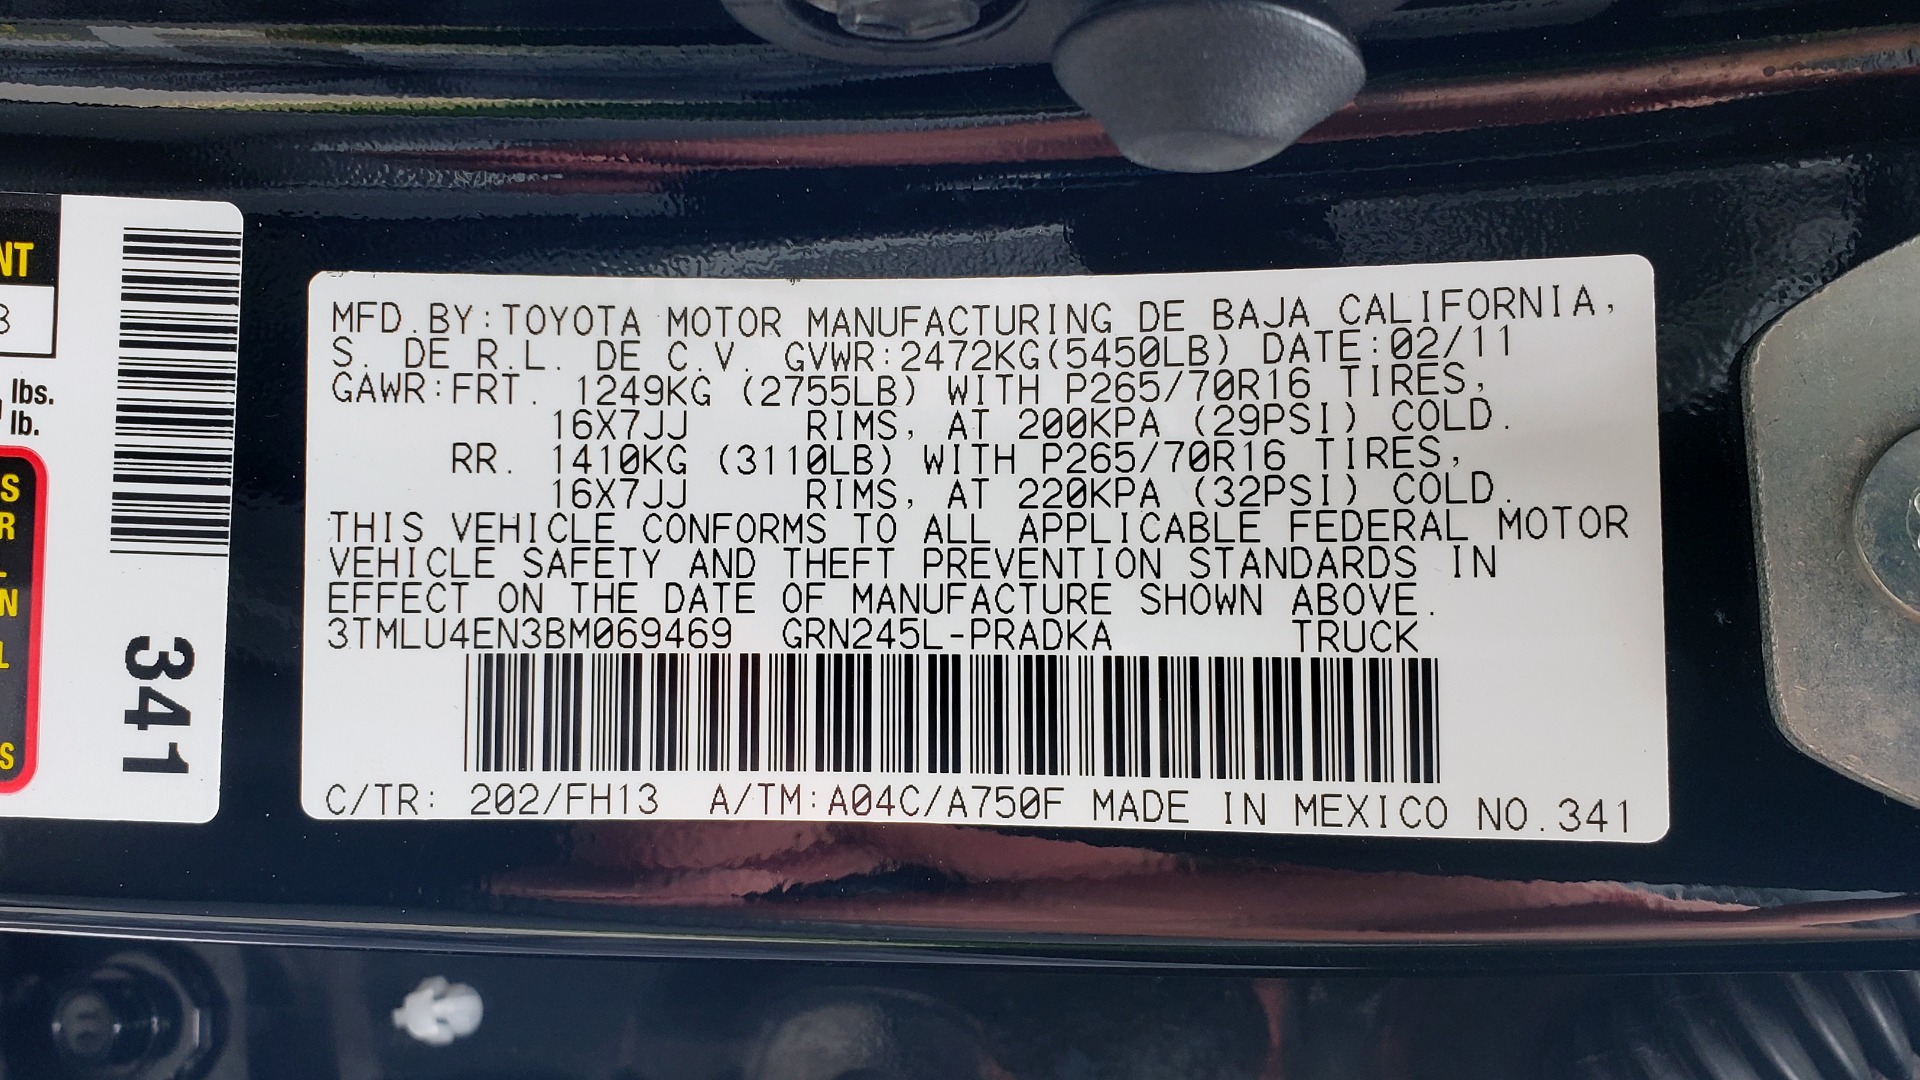 NT
lbs.
lb.
S
R
N
L
S
341
MFD.BY:TOYOTA MOTOR MANUFACTURING DE BAJA CALIFORNIA,
S. DE R.L. DE C.V. GVWR:2472KG(5450LB) DATE:02/11
GAWR:FRT. 1249KG (2755LB) WITH P265/70R16 TIRES,
16X7JJ RIMS, AT 200KPA (29PSI) COLD.
RR. 1410KG (3110LB) WITH P265/70R16 TIRES,
16X7JJ RIMS, AT 220KPA (32PSI) COLD.
THIS VEHICLE CONFORMS TO ALL APPLICABLE FEDERAL MOTOR
VEHICLE SAFETY AND THEFT PREVENTION STANDARDS IN
EFFECT ON THE DATE OF MANUFACTURE SHOWN ABOVE.
3TMLU4EN3BM069469 GRN245L-PRADKA TRUCK
C/TR: 202/FH13 A/TM:A04C/A750F MADE IN MEXICO NO.341